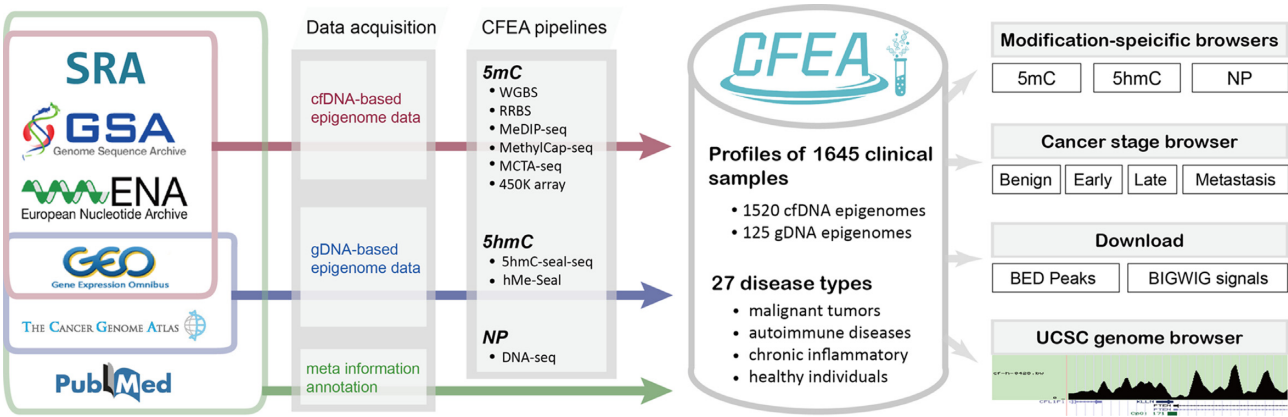 SRA
GSA
Genome Sequence Archive
ENA
European Nucleotide Archive
GEO
Gene Expression Omnibus
THE CANCER GENOME ATLAS
PubMed
Data acquisition
cfDNA-based
epigenome data
gDNA-based
epigenome data
meta information
annotation
CFEA pipelines
5mC
• WGBS
• RRBS
• MeDIP-seq
• MethylCap-seq
• MCTA-seq
• 450K array
5hmC
• 5hmC-seal-seq
• hMe-Seal
NP
• DNA-seq
CFEA
Profiles of 1645 clinical
samples
• 1520 cfDNA epigenomes
• 125 gDNA epigenomes
27 disease types
• malignant tumors
• autoimmune diseases
• chronic inflammatory
• healthy individuals
Modification-speicific browsers
5mC 5hmC NP
Cancer stage browser
Benign Early Late Metastasis
Download
BED Peaks BIGWIG signals
UCSC genome browser